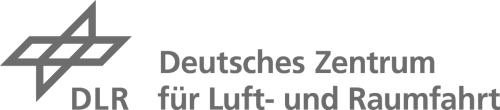 Deutsches Zentrum
DLR für Luft- und Raumfahrt